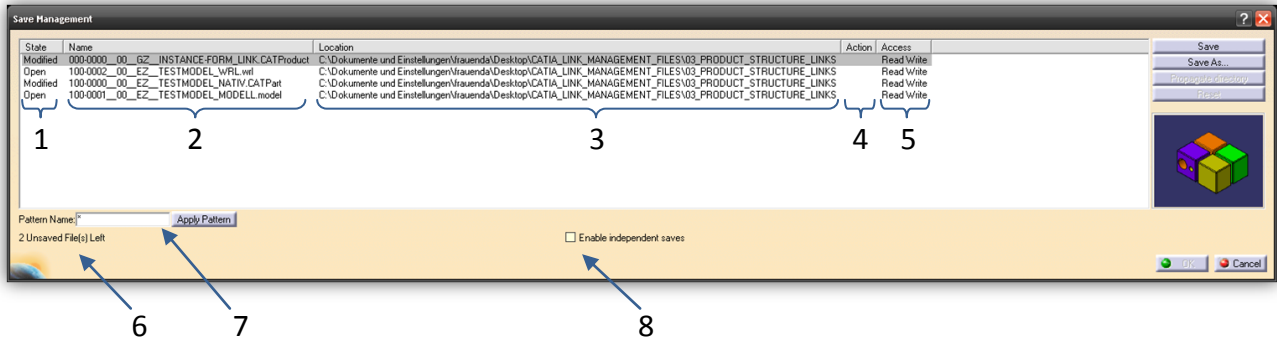 Save Management
State Name Location Action Access
Modified 000-0000__00__GZ__INSTANCE-FORM_LINK.CATProduct C:\Dokumente und Einstellungen\frauenda\Desktop\CATIA_LINK_MANAGEMENT_FILES\03_PRODUCT_STRUCTURE_LINKS Read Write
Open 100-0002__00__EZ__TESTMODEL_WRL.wrl C:\Dokumente und Einstellungen\frauenda\Desktop\CATIA_LINK_MANAGEMENT_FILES\03_PRODUCT_STRUCTURE_LINKS Read Write
Modified 100-0000__00__EZ__TESTMODEL_NATIV.CATPart C:\Dokumente und Einstellungen\frauenda\Desktop\CATIA_LINK_MANAGEMENT_FILES\03_PRODUCT_STRUCTURE_LINKS Read Write
Open 100-0001__00__EZ__TESTMODEL_MODELL.model C:\Dokumente und Einstellungen\frauenda\Desktop\CATIA_LINK_MANAGEMENT_FILES\03_PRODUCT_STRUCTURE_LINKS Read Write
Save
Save As...
Propagate directory
Reset
1 2 3 4 5
Pattern Name: * Apply Pattern
2 Unsaved File(s) Left
Enable independent saves
OK Cancel
6 7 8